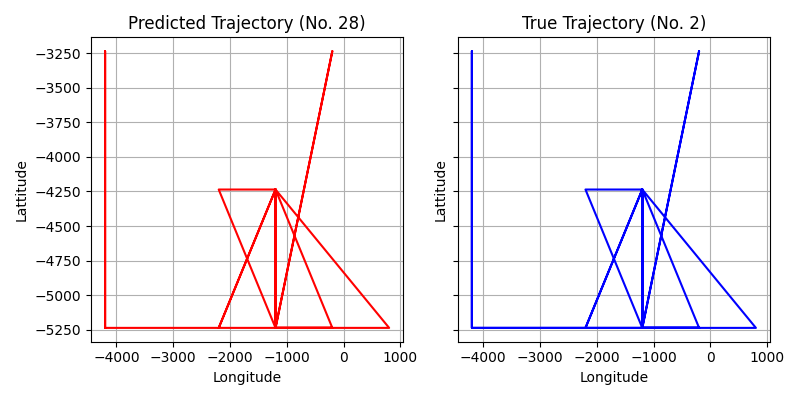 Predicted Trajectory (No. 28)
True Trajectory (No. 2)
−3250
−3500
−3750
−4000
−4250
−4500
−4750
−5000
−5250
Lattitude
Lattitude
−4000 −3000 −2000 −1000 0 1000
−4000 −3000 −2000 −1000 0 1000
Longitude
Longitude